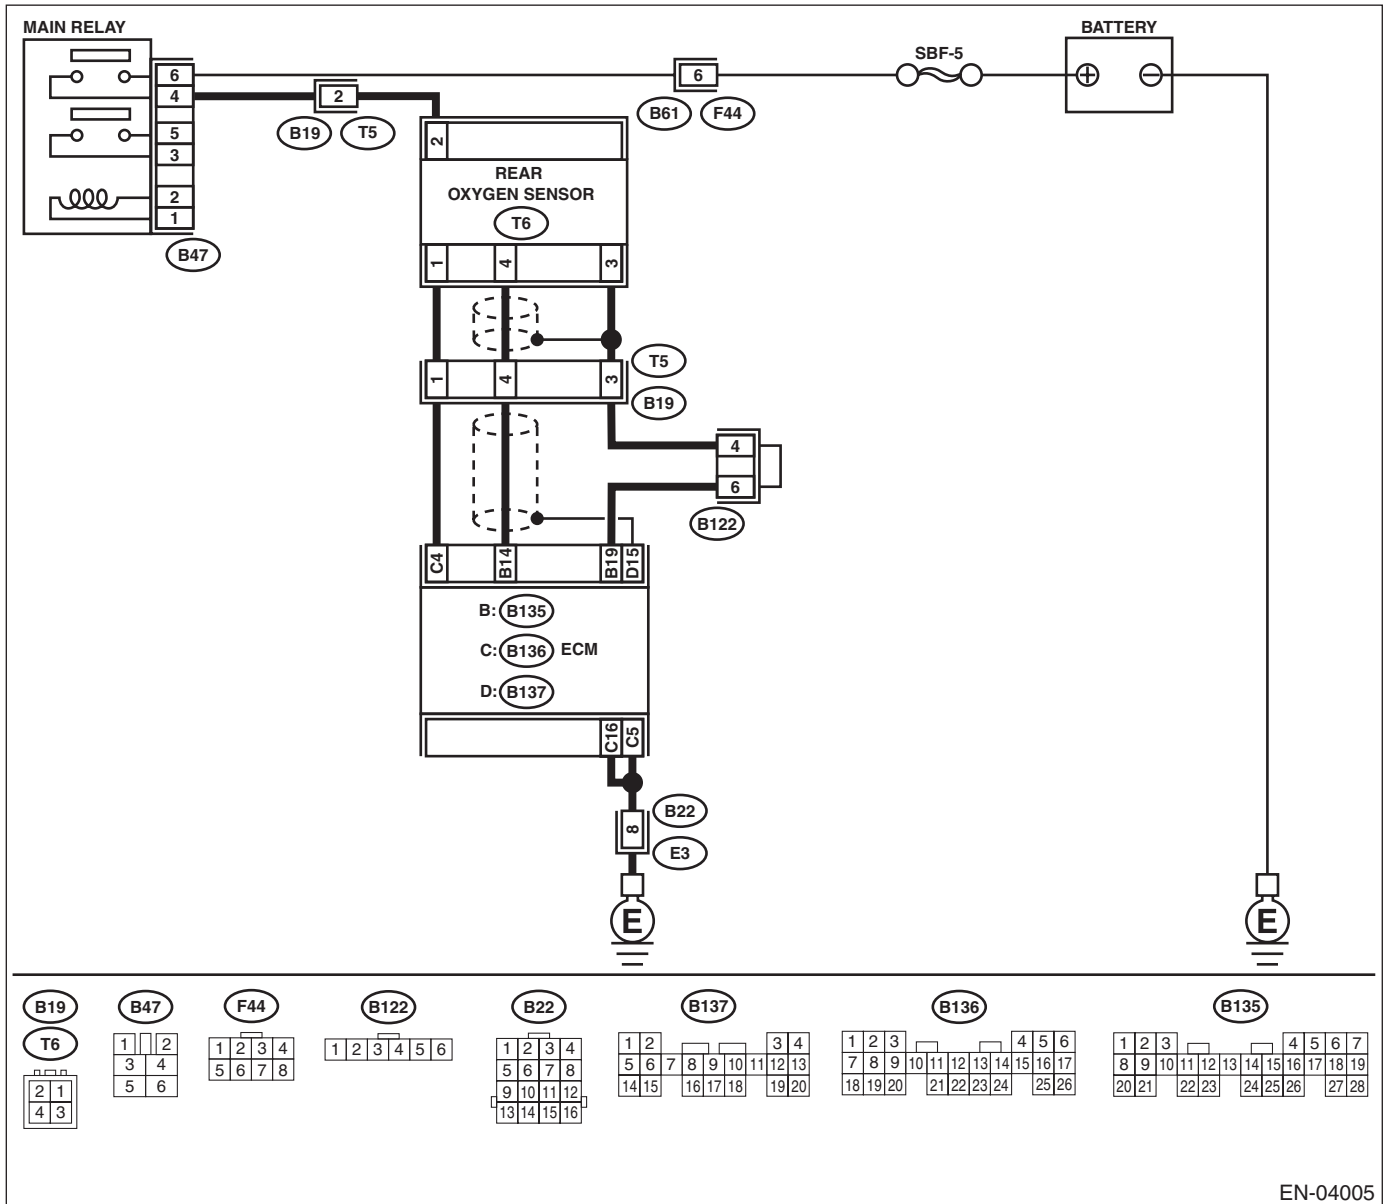 MAIN RELAY
BATTERY
SBF-5
6
4
5
3
2
1
B47
2
B19 T5
6
B61 F44
2
REAR
OXYGEN SENSOR
T6
1 4 3
T5
1 4 3
B19
4
6
B122
C4 B14 B19 D15
B: B135
C: B136 ECM
D: B137
C16 C5
B22
8
E3
E E
B19 B47 F44 B122 B22 B137 B136 B135
T6
2 1
4 3
1 2
3 4
5 6
1 2 3 4
5 6 7 8
1 2 3 4 5 6
1 2 3 4
5 6 7 8
9 10 11 12
13 14 15 16
1 2 3 4
5 6 7 8 9 10 11 12 13
14 15 16 17 18 19 20
1 2 3 4 5 6
7 8 9 10 11 12 13 14 15 16 17
18 19 20 21 22 23 24 25 26
1 2 3 4 5 6 7
8 9 10 11 12 13 14 15 16 17 18 19
20 21 22 23 24 25 26 27 28
EN-04005